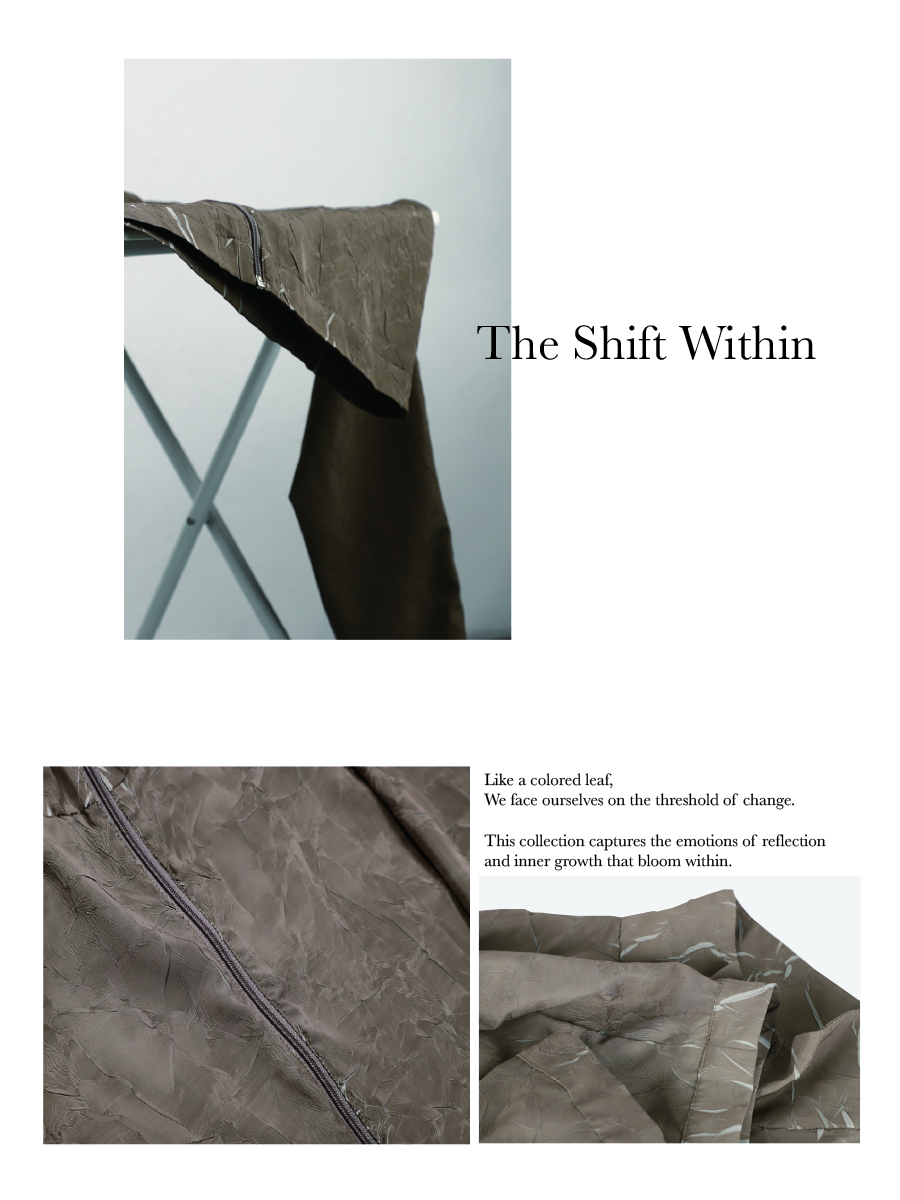 The Shift Within
Like a colored leaf,
We face ourselves on the threshold of change.
This collection captures the emotions of reflection
and inner growth that bloom within.